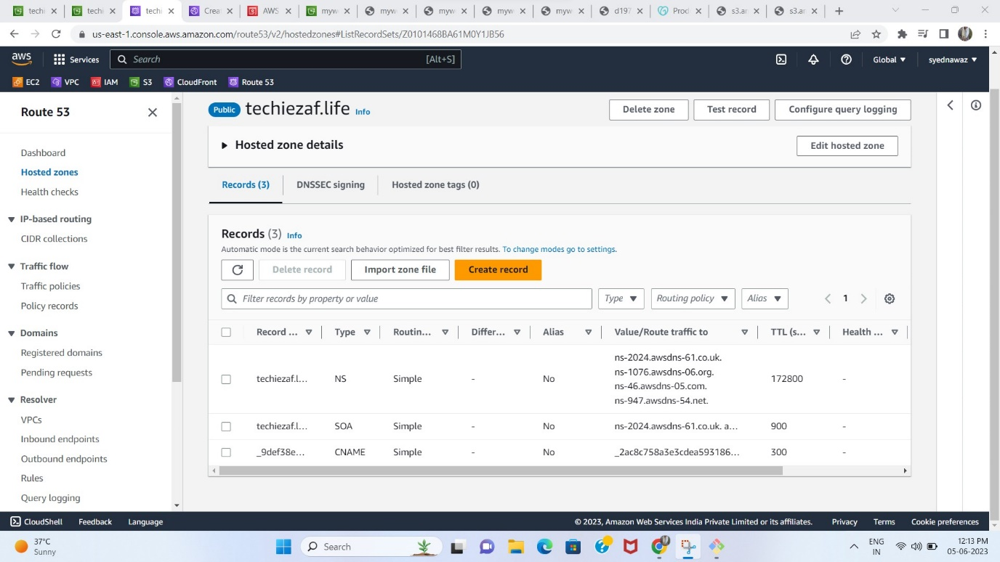 techi
techi
techi
Crea
AWS
myw
myw
myw
myw
myw
d197
Prod
s3.ar
s3.ar
us-east-1.console.aws.amazon.com/route53/v2/hostedzones#ListRecordSets/Z0101468BA61M0Y1JB56
aws
Services
Search
[Alt+S]
Global
syednawaz
EC2
VPC
IAM
S3
CloudFront
Route 53
Route 53
Dashboard
Hosted zones
Health checks
IP-based routing
CIDR collections
Traffic flow
Traffic policies
Policy records
Domains
Registered domains
Pending requests
Resolver
VPCs
Inbound endpoints
Outbound endpoints
Rules
Query logging
Public techiezaf.life Info
Delete zone
Test record
Configure query logging
Hosted zone details
Edit hosted zone
Records (3)
DNSSEC signing
Hosted zone tags (0)
Records (3) Info
Automatic mode is the current search behavior optimized for best filter results. To change modes go to settings.
Delete record
Import zone file
Create record
Filter records by property or value
Type
Routing policy
Alias
1
Record ... Type Routin... Differ... Alias Value/Route traffic to TTL (s... Health ...
ns-2024.awsdns-61.co.uk.
ns-1076.awsdns-06.org.
techiezaf.l... NS Simple - No 172800 -
ns-46.awsdns-05.com.
ns-947.awsdns-54.net.
techiezaf.l... SOA Simple - No ns-2024.awsdns-61.co.uk. a... 900 -
_9def38e... CNAME Simple - No _2ac8c758a3e3cdea593186... 300 -
CloudShell
Feedback
Language
© 2023, Amazon Web Services India Private Limited or its affiliates.
Privacy
Terms
Cookie preferences
37°C
Sunny
Search
ENG
IN
12:13 PM
05-06-2023